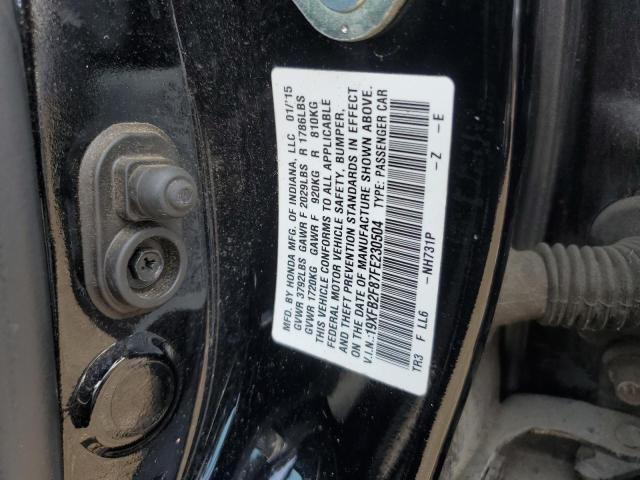 MFD. BY HONDA MFG. OF INDIANA, LLC 01/'15
GVWR 3792LBS GAWR F 2029LBS R 1786LBS
GVWR 1720KG GAWR F 920KG R 810KG
THIS VEHICLE CONFORMS TO ALL APPLICABLE
FEDERAL MOTOR VEHICLE SAFETY, BUMPER,
AND THEFT PREVENTION STANDARDS IN EFFECT
ON THE DATE OF MANUFACTURE SHOWN ABOVE.
V.I.N.:19XFB2F87FE230504 TYPE: PASSENGER CAR
TR3 F LL6 -NH731P -Z -E